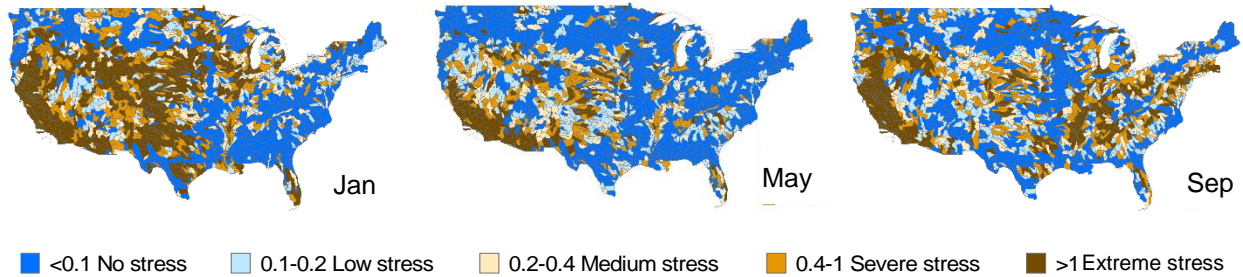 Jan
May
Sep
<0.1 No stress
0.1-0.2 Low stress
0.2-0.4 Medium stress
0.4-1 Severe stress
>1 Extreme stress